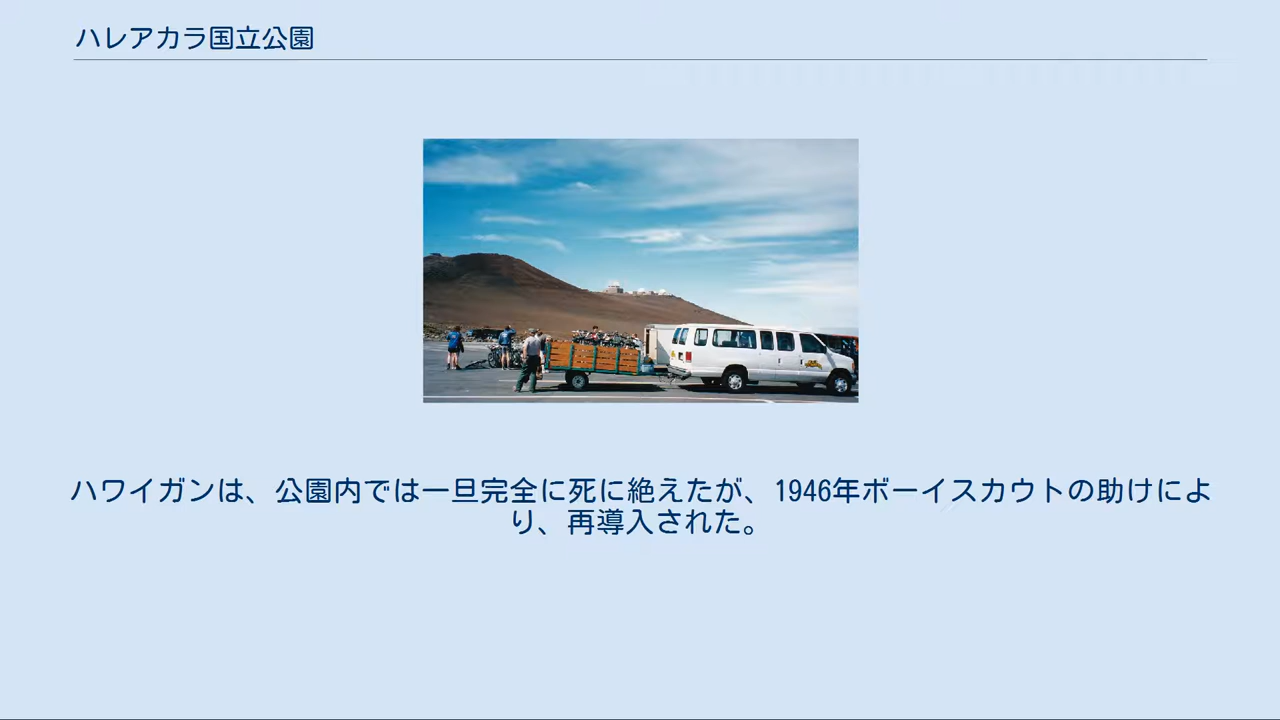 ハレアカラ国立公園
ハワイガンは、公園内では一旦完全に死に絶えたが、1946年ボーイスカウトの助けによ
り、再導入された。